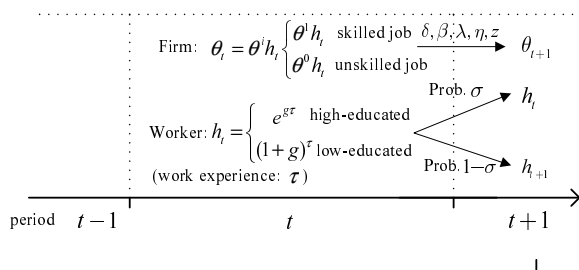 Firm: θ_t = θ^i h_t { θ^1 h_t skilled job δ, β, λ, η, z θ_{t+1}
θ^0 h_t unskilled job
Prob. σ h_t
Worker: h_t = { e^{gτ} high-educated
(1+g)^τ low-educated
(work experience: τ) Prob. 1−σ h_{t+1}
period t−1 t t+1